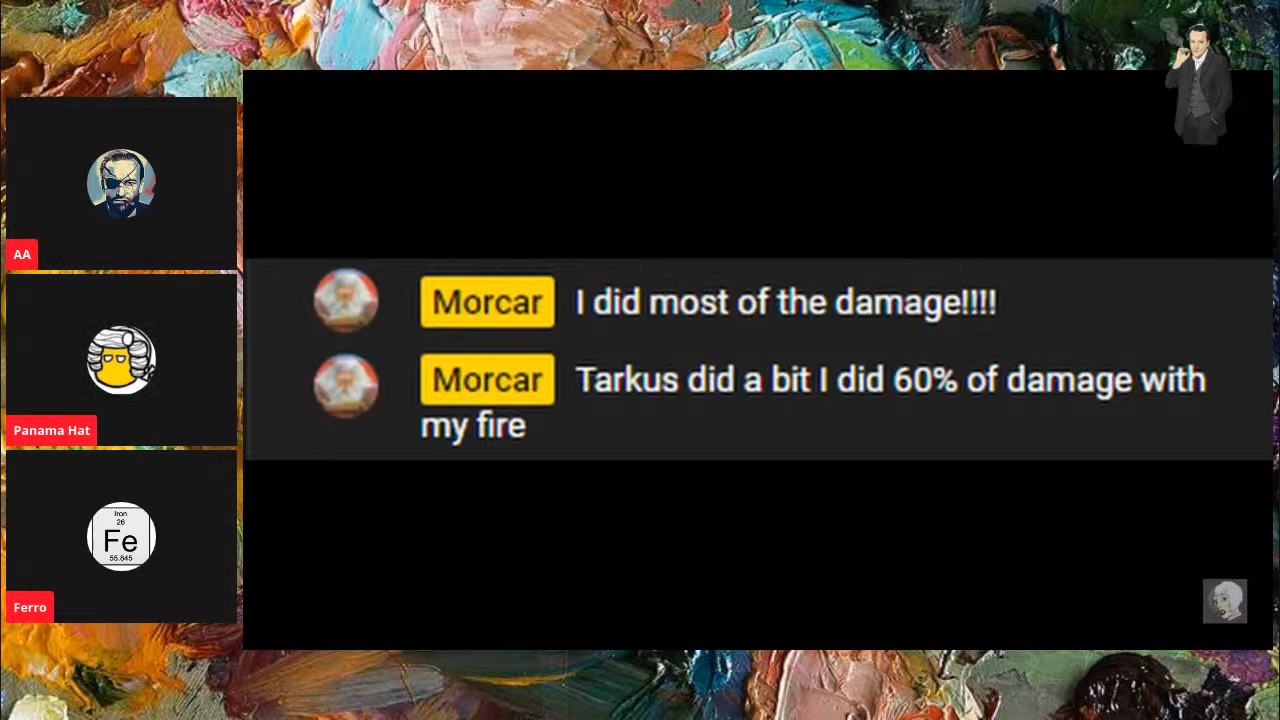 AA
Panama Hat
Iron
26
Fe
55.845
Ferro
Morcar I did most of the damage!!!!
Morcar Tarkus did a bit I did 60% of damage with
my fire